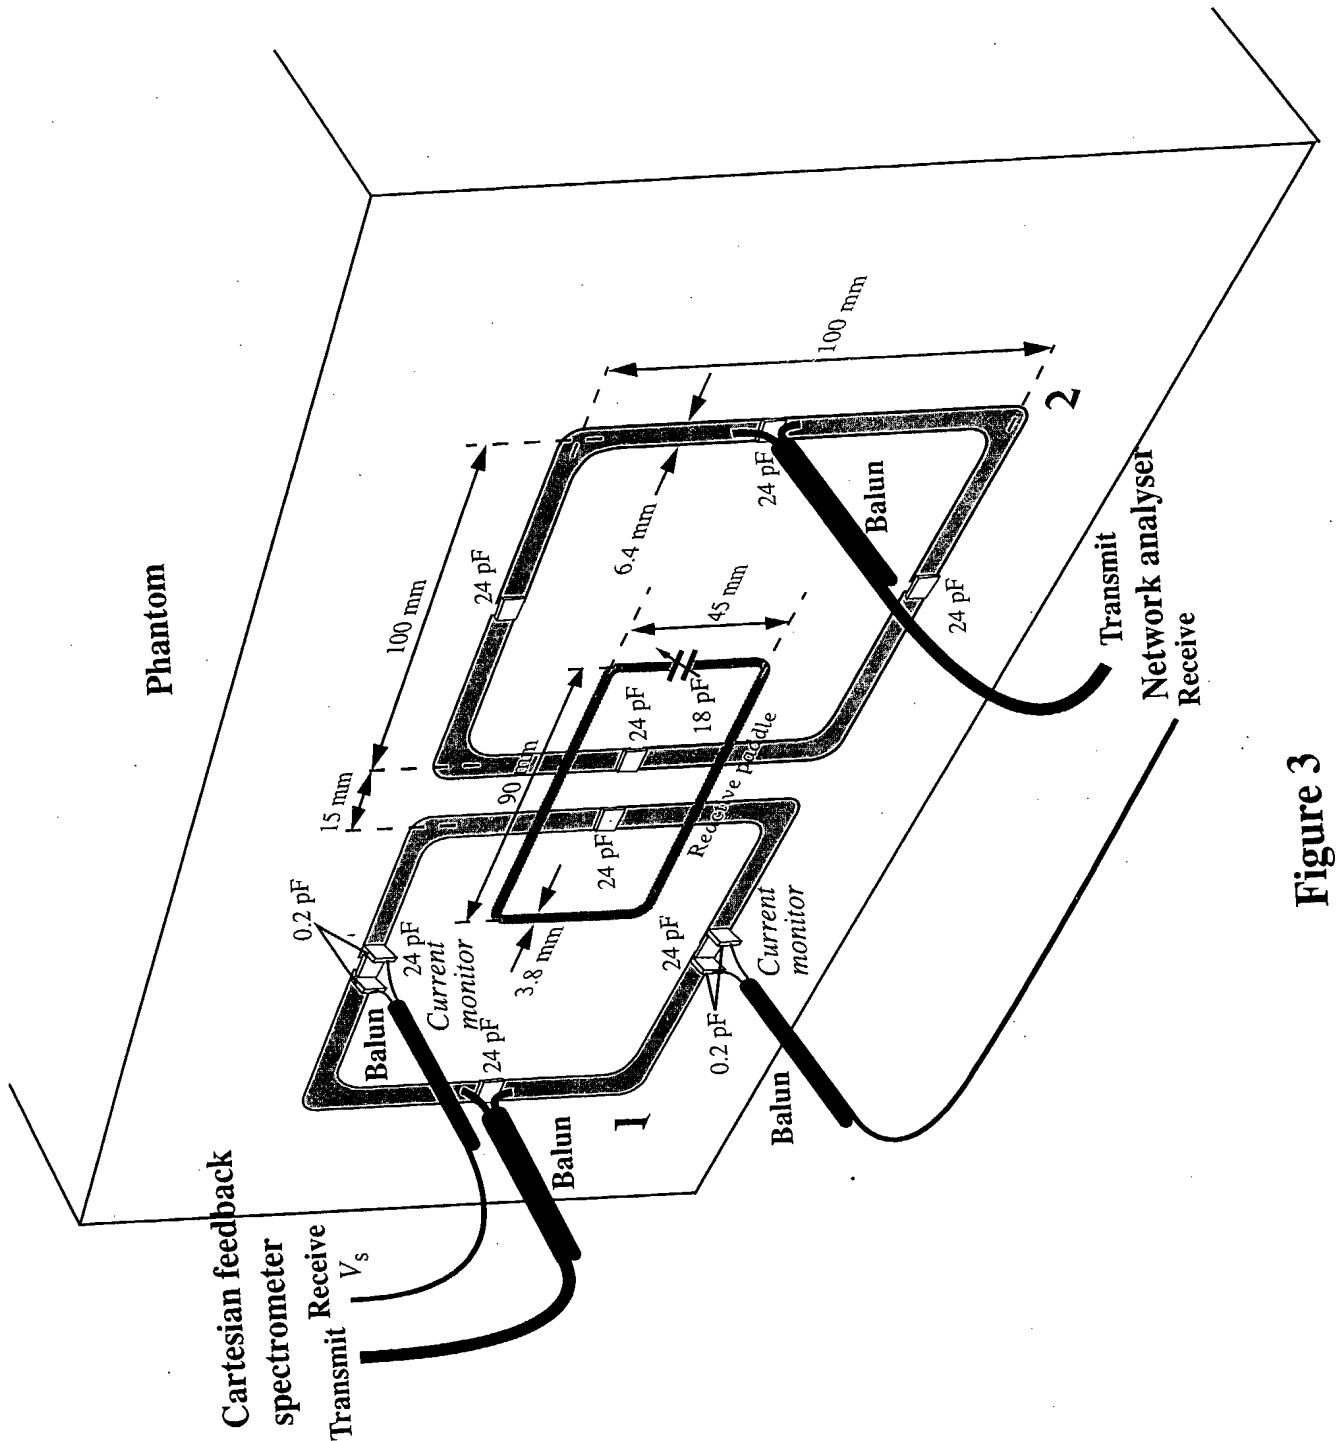 Phantom
100 mm
15 mm
24 pF
100 mm
6.4 mm
24 pF
Balun
24 pF
45 mm
90 mm
24 pF
18 pF
Reactive paddle
2
0.2 pF
24 pF
Current
monitor
3.8 mm
24 pF
24 pF
Current
monitor
0.2 pF
Balun
24 pF
1
Balun
Balun
Cartesian feedback
spectrometer
Transmit
Receive
Vs
Transmit
Network analyser
Receive
Figure 3